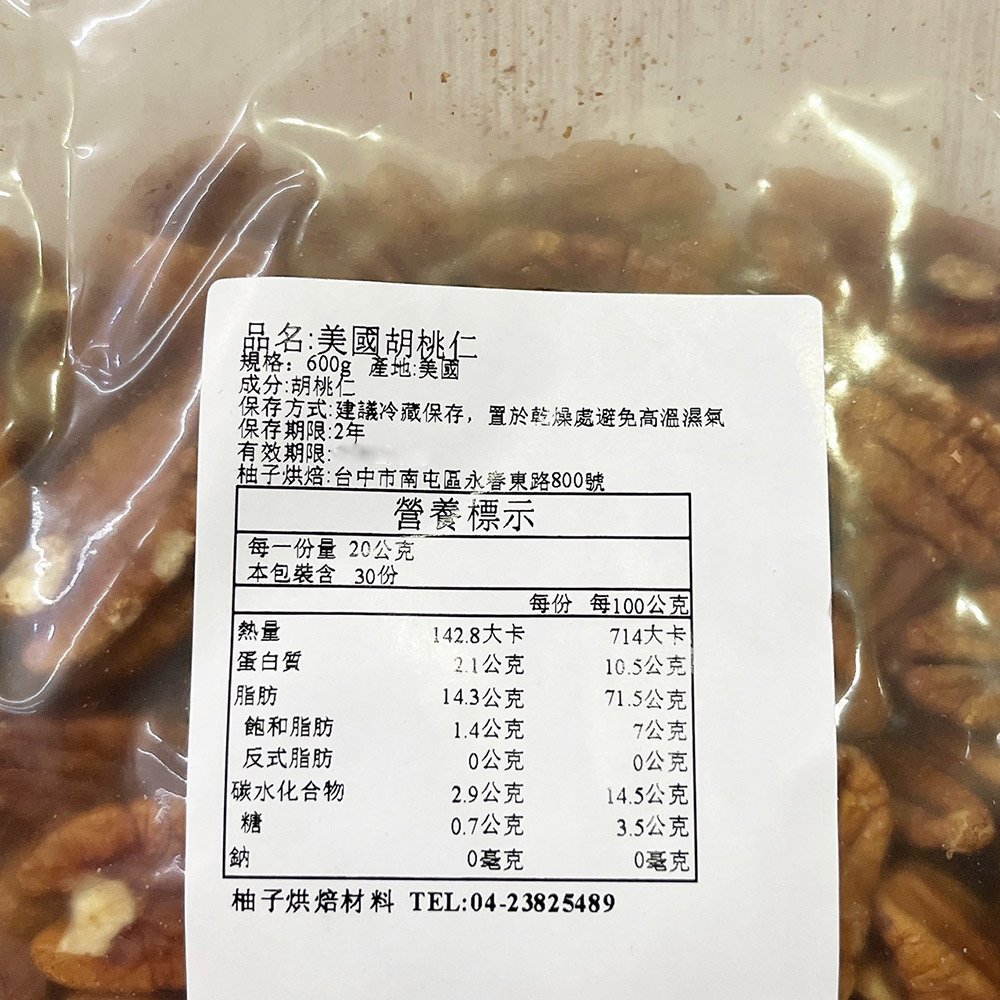 品名:美國胡桃仁
規格：600g 產地:美國
成分:胡桃仁
保存方式:建議冷藏保存，置於乾燥處避免高溫濕氣
保存期限:2年
有效期限:
柚子烘焙:台中市南屯區永春東路800號
營養標示
每一份量 20公克
本包裝含 30份
每份 每100公克
熱量 142.8大卡 714大卡
蛋白質 2.1公克 10.5公克
脂肪 14.3公克 71.5公克
飽和脂肪 1.4公克 7公克
反式脂肪 0公克 0公克
碳水化合物 2.9公克 14.5公克
糖 0.7公克 3.5公克
鈉 0毫克 0毫克
柚子烘焙材料 TEL:04-23825489